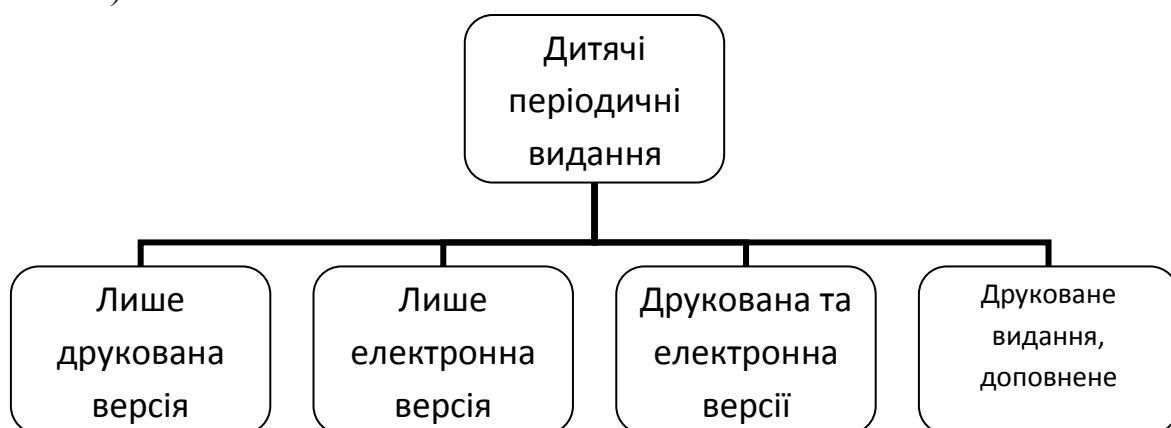 )
Дитячі
періодичні
видання
Лише
друкована
версія
Лише
електронна
версія
Друкована та
електронна
версії
Друковане
видання,
доповнене